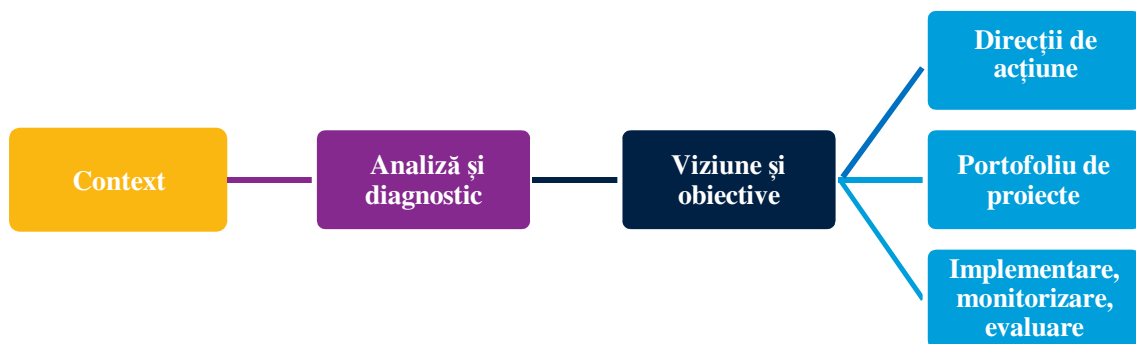 Context
Analiză și
diagnostic
Viziune și
obiective
Direcții de
acțiune
Portofoliu de
proiecte
Implementare,
monitorizare,
evaluare